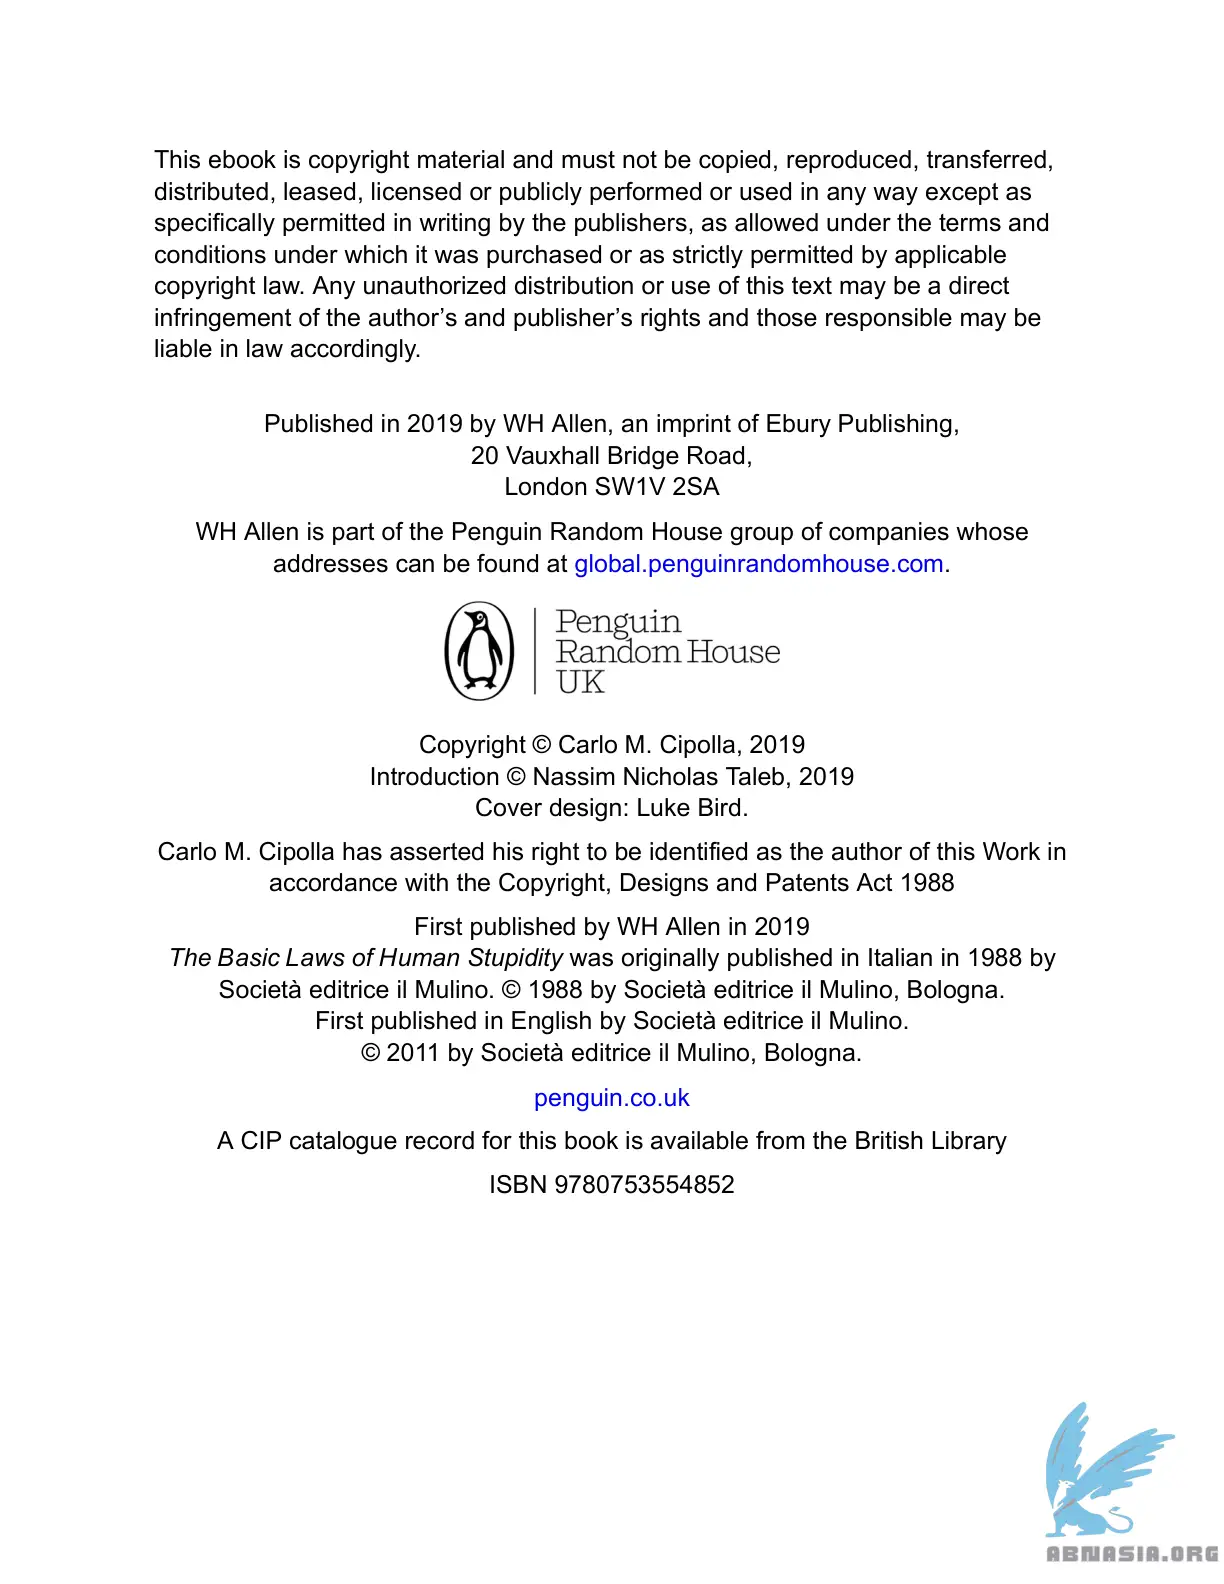 This ebook is copyright material and must not be copied, reproduced, transferred,
distributed, leased, licensed or publicly performed or used in any way except as
specifically permitted in writing by the publishers, as allowed under the terms and
conditions under which it was purchased or as strictly permitted by applicable
copyright law. Any unauthorized distribution or use of this text may be a direct
infringement of the author’s and publisher’s rights and those responsible may be
liable in law accordingly.
Published in 2019 by WH Allen, an imprint of Ebury Publishing,
20 Vauxhall Bridge Road,
London SW1V 2SA
WH Allen is part of the Penguin Random House group of companies whose
addresses can be found at global.penguinrandomhouse.com.
Penguin
Random House
UK
Copyright © Carlo M. Cipolla, 2019
Introduction © Nassim Nicholas Taleb, 2019
Cover design: Luke Bird.
Carlo M. Cipolla has asserted his right to be identified as the author of this Work in
accordance with the Copyright, Designs and Patents Act 1988
First published by WH Allen in 2019
The Basic Laws of Human Stupidity was originally published in Italian in 1988 by
Società editrice il Mulino. © 1988 by Società editrice il Mulino, Bologna.
First published in English by Società editrice il Mulino.
© 2011 by Società editrice il Mulino, Bologna.
penguin.co.uk
A CIP catalogue record for this book is available from the British Library
ISBN 9780753554852
ABNASIA.ORG